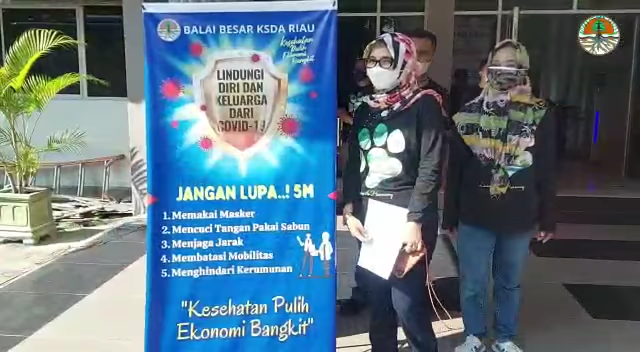 BALAI BESAR KSDA RIAU
Kesehatan
Pulih
Ekonomi
Bangkit
LINDUNGI
DIRI DAN
KELUARGA
DARI
COVID-19
JANGAN LUPA..! 5M
1. Memakai Masker
2. Mencuci Tangan Pakai Sabun
3. Menjaga Jarak
4. Membatasi Mobilitas
5. Menghindari Kerumunan
"Kesehatan Pulih
Ekonomi Bangkit"